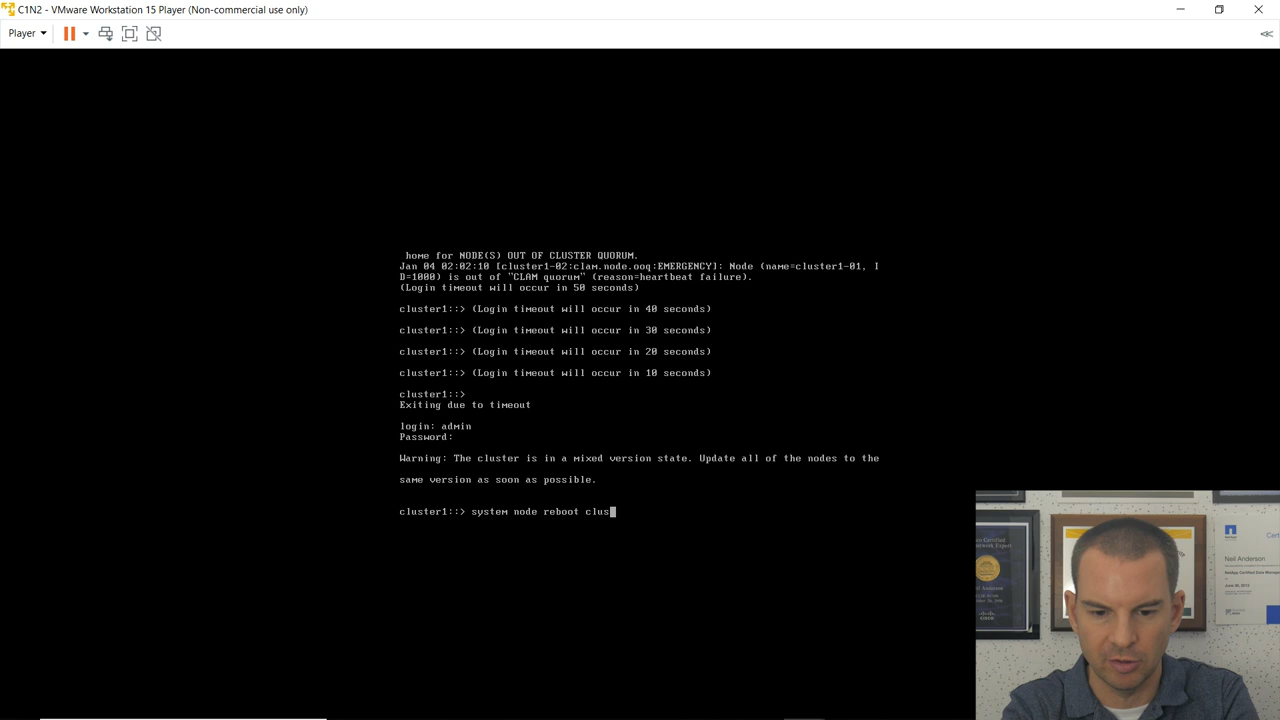 C1N2 - VMware Workstation 15 Player (Non-commercial use only)
Player
home for NODE(S) OUT OF CLUSTER QUORUM.
Jan 04 02:02:10 [cluster1-02:clam.node.ooq:EMERGENCY]: Node (name=cluster1-01, I
D=1000) is out of "CLAM quorum" (reason=heartbeat failure).
(Login timeout will occur in 50 seconds)
cluster1::> (Login timeout will occur in 40 seconds)
cluster1::> (Login timeout will occur in 30 seconds)
cluster1::> (Login timeout will occur in 20 seconds)
cluster1::> (Login timeout will occur in 10 seconds)
cluster1::>
Exiting due to timeout
login: admin
Password:
Warning: The cluster is in a mixed version state. Update all of the nodes to the
same version as soon as possible.
cluster1::> system node reboot clus
Neil Anderson